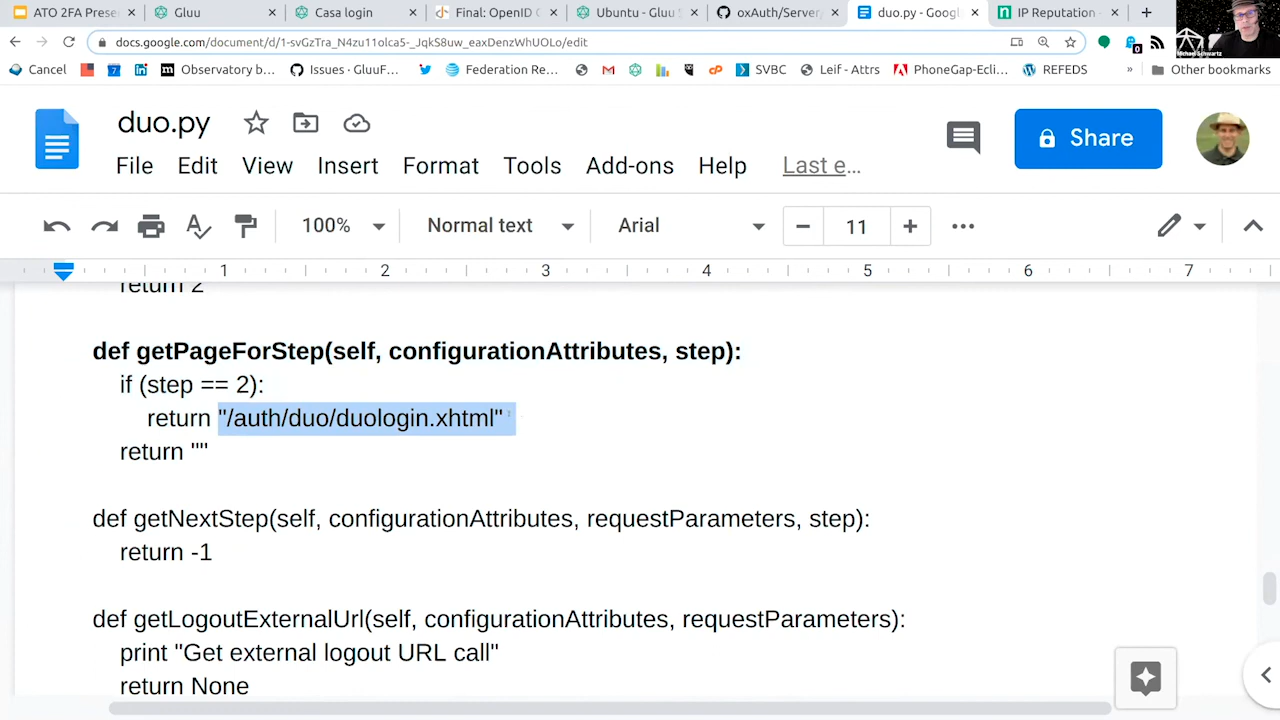 ATO 2FA Prese
Gluu
Casa login
Final: OpenID C
Ubuntu - Gluu S
oxAuth/Server
duo.py - Google
IP Reputation
docs.google.com/document/d/1-svGzTra_N4zu11olca5-_JqkS8uw_eaxDenzWhUOLo/edit
Michael Schwartz
Cancel
7
Observatory b...
Issues · GluuF...
Federation Re...
SVBC
Leif - Attrs
PhoneGap-Ecli...
REFEDS
»
Other bookmarks
duo.py
Share
File Edit View Insert Format Tools Add-ons Help Last e...
100% Normal text Arial 11
1 2 3 4 5 6 7
return 2
def getPageForStep(self, configurationAttributes, step):
if (step == 2):
return "/auth/duo/duologin.xhtml"
return ""
def getNextStep(self, configurationAttributes, requestParameters, step):
return -1
def getLogoutExternalUrl(self, configurationAttributes, requestParameters):
print "Get external logout URL call"
return None